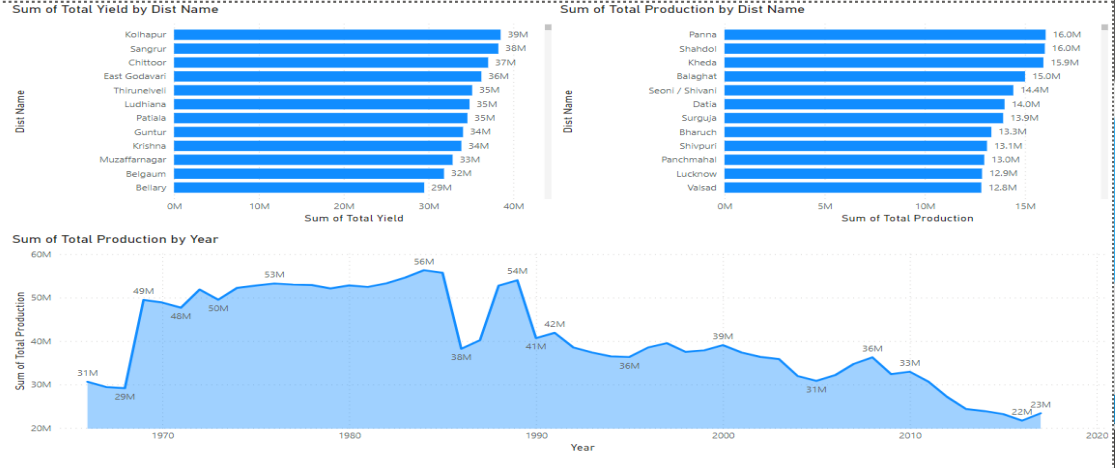 Sum of Total Yield by Dist Name
Dist Name
Kolhapur 39M
Sangrur 38M
Chittoor 37M
East Godavari 36M
Thirunelveli 35M
Ludhiana 35M
Patiala 35M
Guntur 34M
Krishna 34M
Muzaffarnagar 33M
Belgaum 32M
Bellary 29M
0M 10M 20M 30M 40M
Sum of Total Yield
Sum of Total Production by Dist Name
Dist Name
Panna 16.0M
Shahdol 16.0M
Kheda 15.9M
Balaghat 15.0M
Seoni / Shivani 14.4M
Datia 14.0M
Surguja 13.9M
Bharuch 13.3M
Shivpuri 13.1M
Panchmahal 13.0M
Lucknow 12.9M
Valsad 12.8M
0M 5M 10M 15M
Sum of Total Production
Sum of Total Production by Year
Sum of Total Production
60M
50M
40M
30M
20M
31M 29M 49M 48M 50M 53M 56M 38M 54M 41M 42M 36M 39M 31M 36M 33M 22M 23M
1970 1980 1990 2000 2010 2020
Year